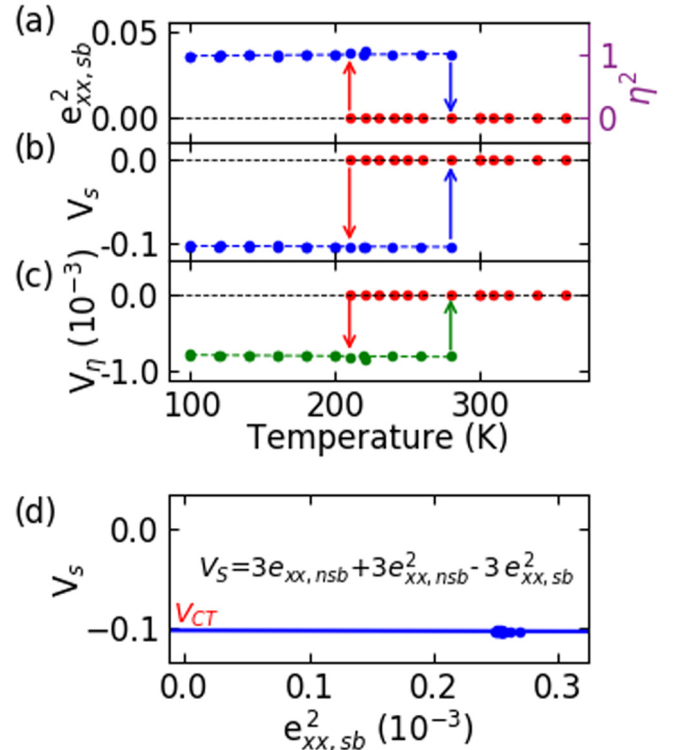 (a)
0.05
0.00
e²xx,sb
1
0
η²
(b)
0.0
-0.1
Vs
(c)
0.0
-1.0
Vη (10⁻³)
100 200 300
Temperature (K)
(d)
0.0
−0.1
Vs
VS=3exx,nsb+3e²xx,nsb-3 e²xx,sb
VCT
0.0 0.1 0.2 0.3
e²xx,sb (10⁻³)